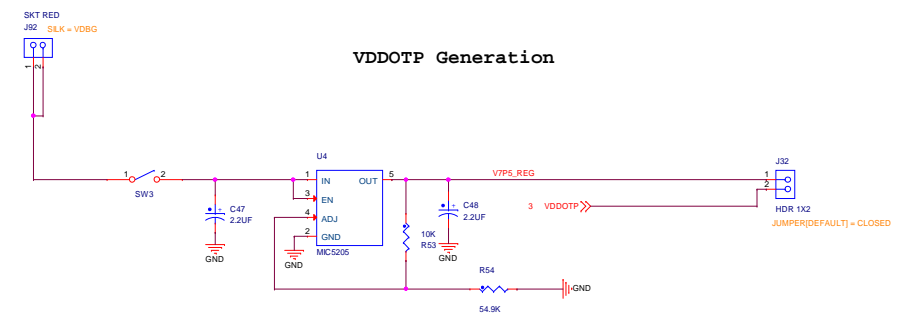 SKT RED
J92 SILK = VDBG
1 2
VDDOTP Generation
U4
J32
1 SW3 2
1 IN OUT 5
V7P5_REG
1
2
3 EN
C47
2.2UF
4 ADJ
C48
2.2UF
3 VDDOTP
HDR 1X2
2 GND
10K
R53
JUMPER[DEFAULT] = CLOSED
MIC5205
GND
GND
GND
R54
GND
54.9K